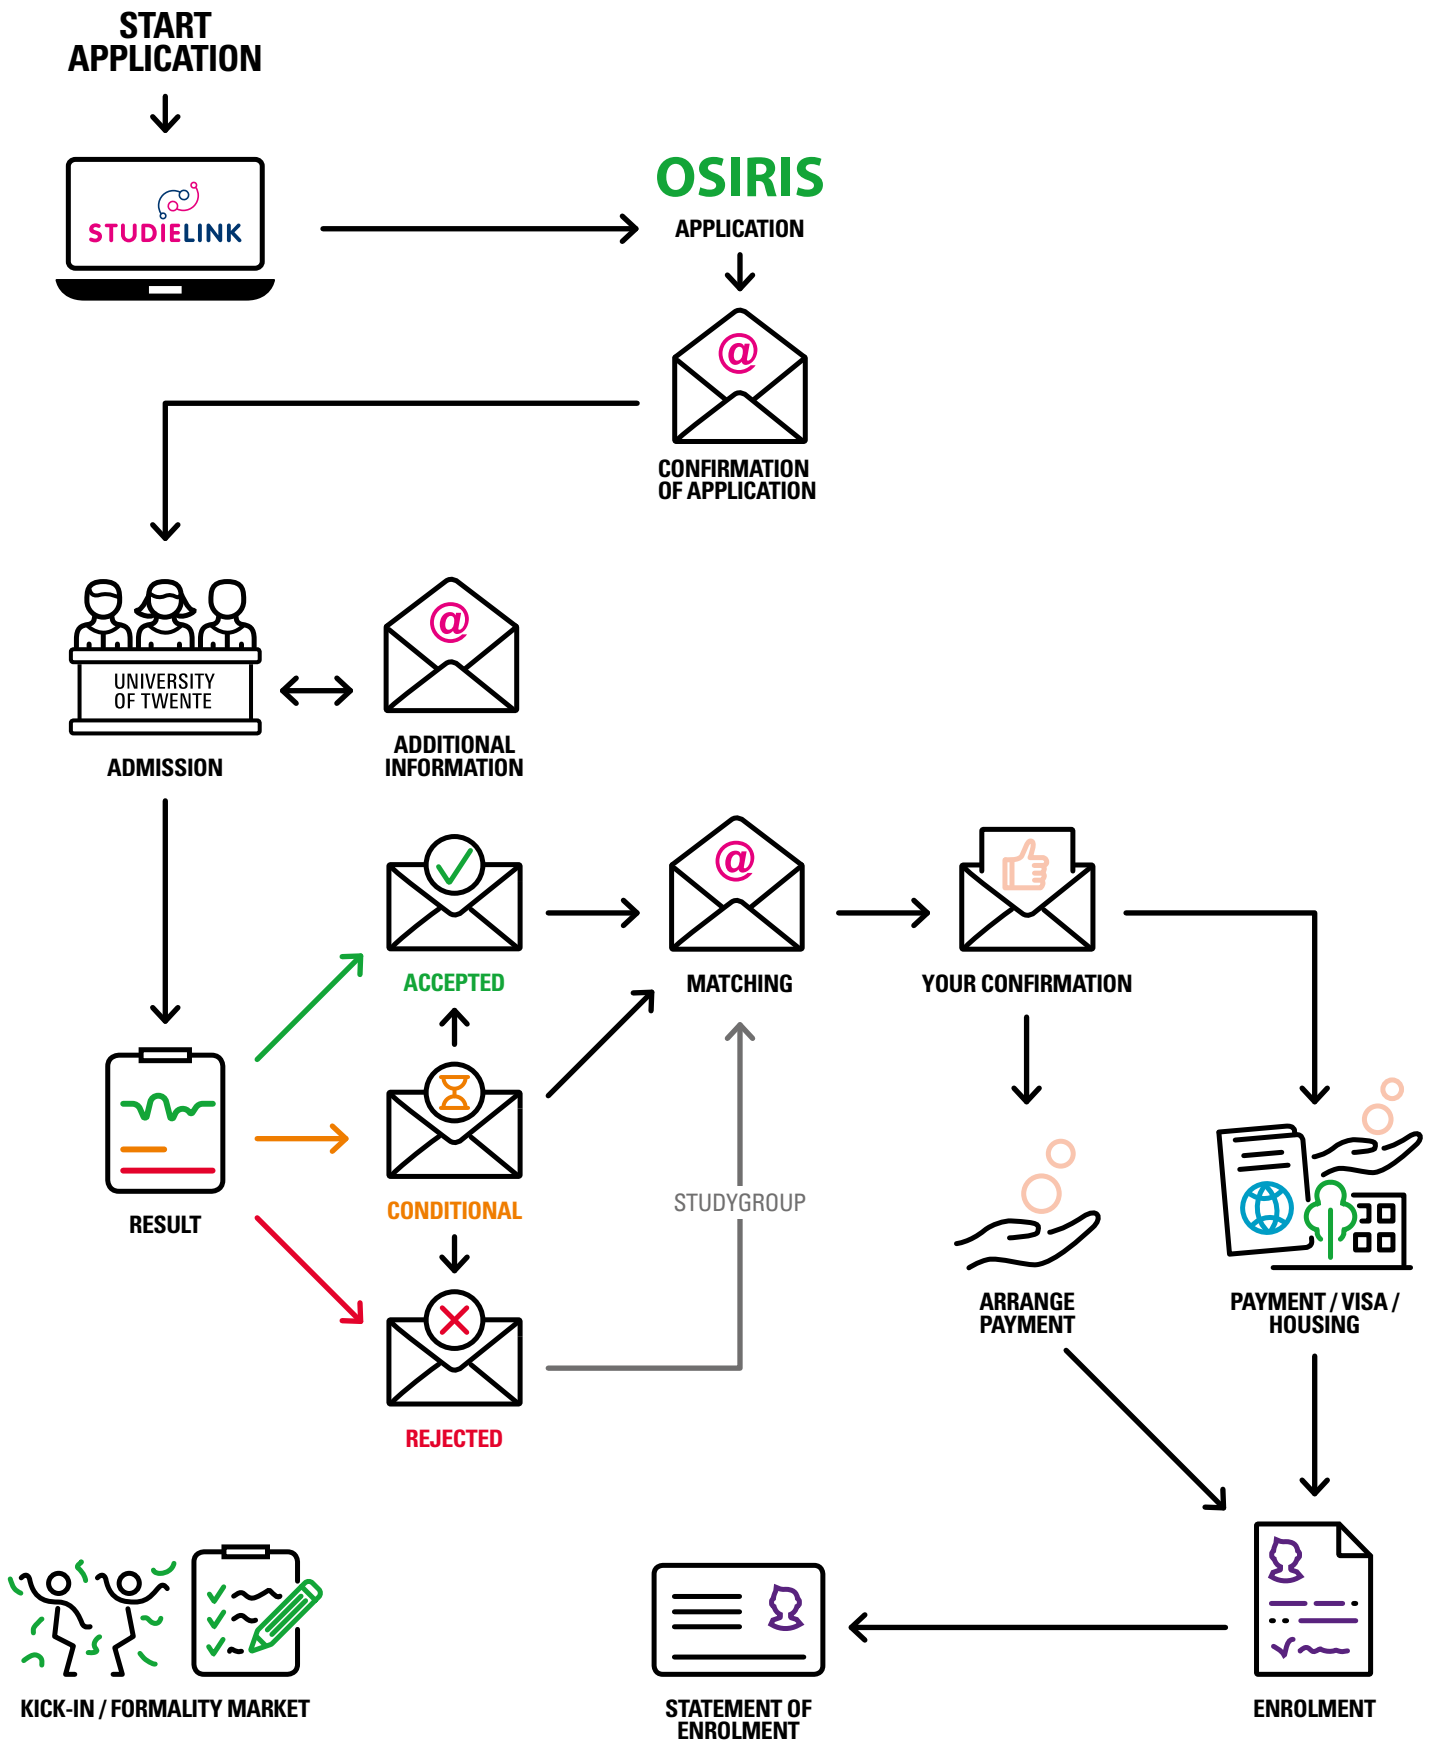 START
APPLICATION
STUDIELINK
OSIRIS
APPLICATION
@
CONFIRMATION
OF APPLICATION
UNIVERSITY
OF TWENTE
ADMISSION
@
ADDITIONAL
INFORMATION
ACCEPTED
@
MATCHING
YOUR CONFIRMATION
RESULT
CONDITIONAL
STUDYGROUP
REJECTED
ARRANGE
PAYMENT
PAYMENT / VISA /
HOUSING
KICK-IN / FORMALITY MARKET
STATEMENT OF
ENROLMENT
ENROLMENT